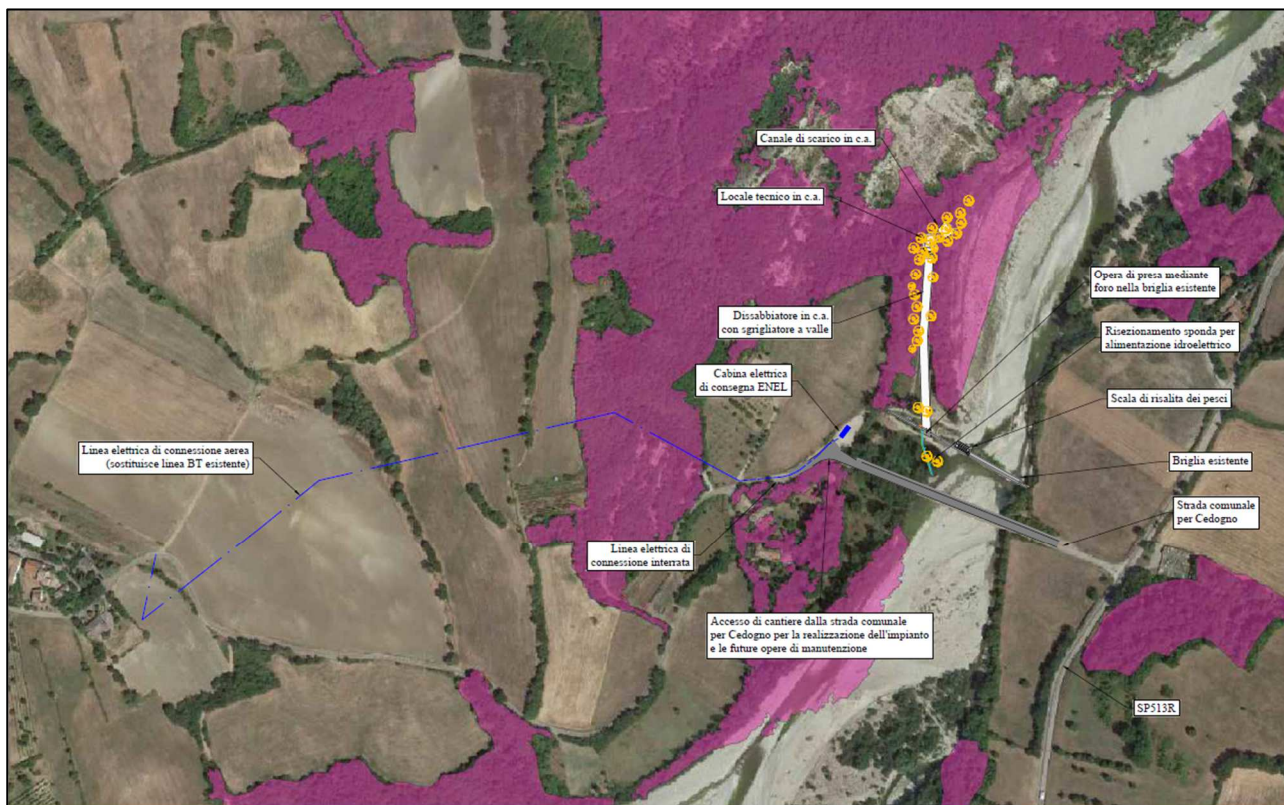 Canale di scarico in c.a.
Locale tecnico in c.a.
Opera di presa mediante
foro nella briglia esistente
Dissabbiatore in c.a.
con sgrigliatore a valle
Risezionamento sponda per
alimentazione idroelettrico
Cabina elettrica
di consegna ENEL
Scala di risalita dei pesci
Linea elettrica di connessione aerea
(sostituisce linea BT esistente)
Briglia esistente
Strada comunale
per Cedogno
Linea elettrica di
connessione interrata
Accesso di cantiere dalla strada comunale
per Cedogno per la realizzazione dell'impianto
e le future opere di manutenzione
SP513R